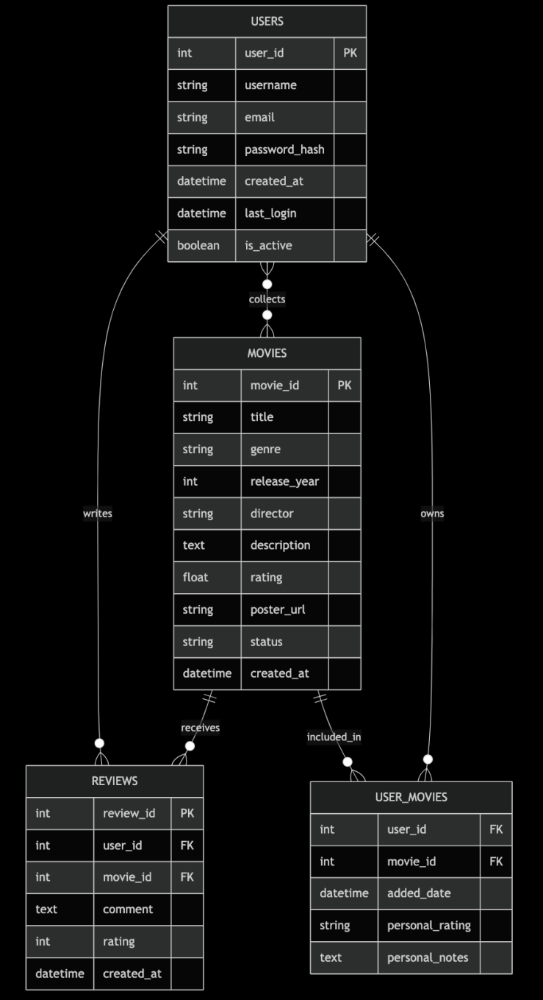 USERS
int user_id PK
string username
string email
string password_hash
datetime created_at
datetime last_login
boolean is_active
collects
MOVIES
int movie_id PK
string title
string genre
int release_year
string director
text description
float rating
string poster_url
string status
datetime created_at
writes
owns
receives
included_in
REVIEWS
int review_id PK
int user_id FK
int movie_id FK
text comment
int rating
datetime created_at
USER_MOVIES
int user_id FK
int movie_id FK
datetime added_date
string personal_rating
text personal_notes